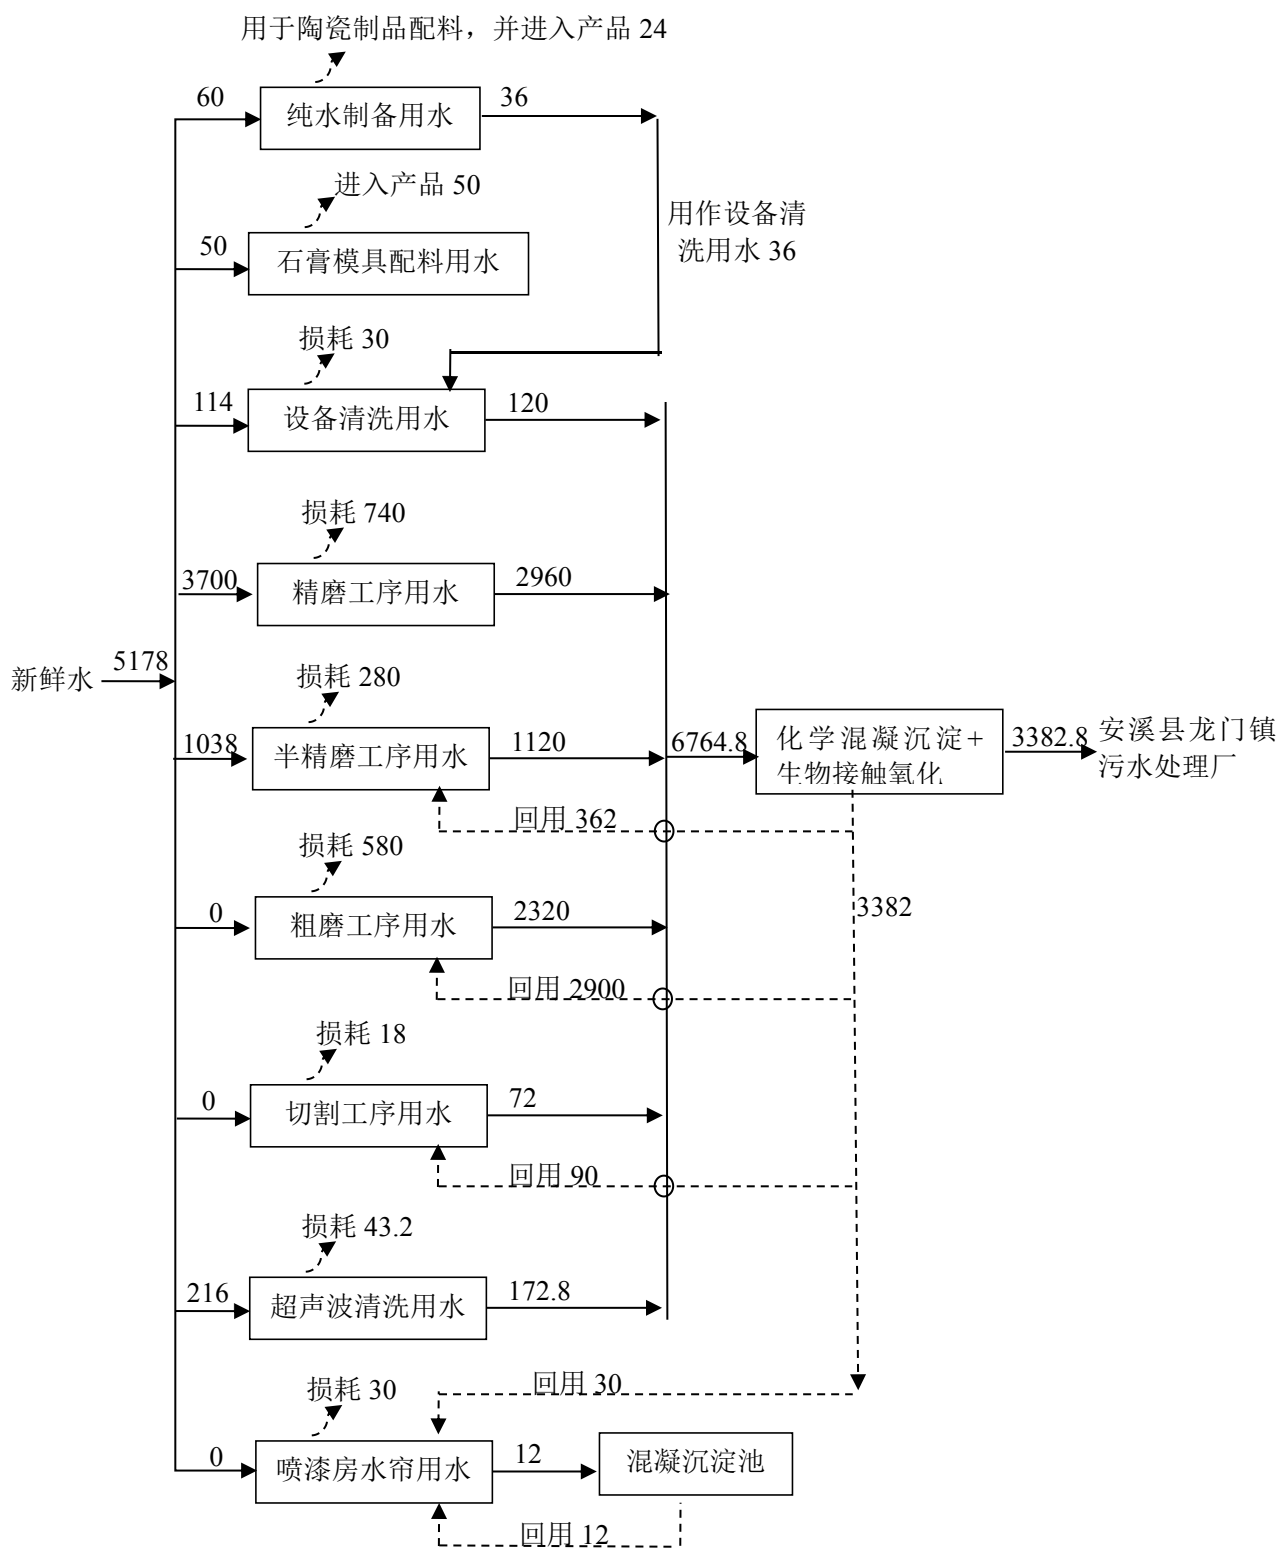 用于陶瓷制品配料，并进入产品 24
60
纯水制备用水
36
进入产品 50
用作设备清
洗用水 36
50
石膏模具配料用水
损耗 30
114
设备清洗用水
120
损耗 740
3700
精磨工序用水
2960
新鲜水
5178
损耗 280
1038
半精磨工序用水
1120
6764.8
化学混凝沉淀+
生物接触氧化
3382.8
安溪县龙门镇
污水处理厂
回用 362
损耗 580
0
粗磨工序用水
2320
3382
回用 2900
损耗 18
0
切割工序用水
72
回用 90
损耗 43.2
216
超声波清洗用水
172.8
回用 30
损耗 30
0
喷漆房水帘用水
12
混凝沉淀池
回用 12